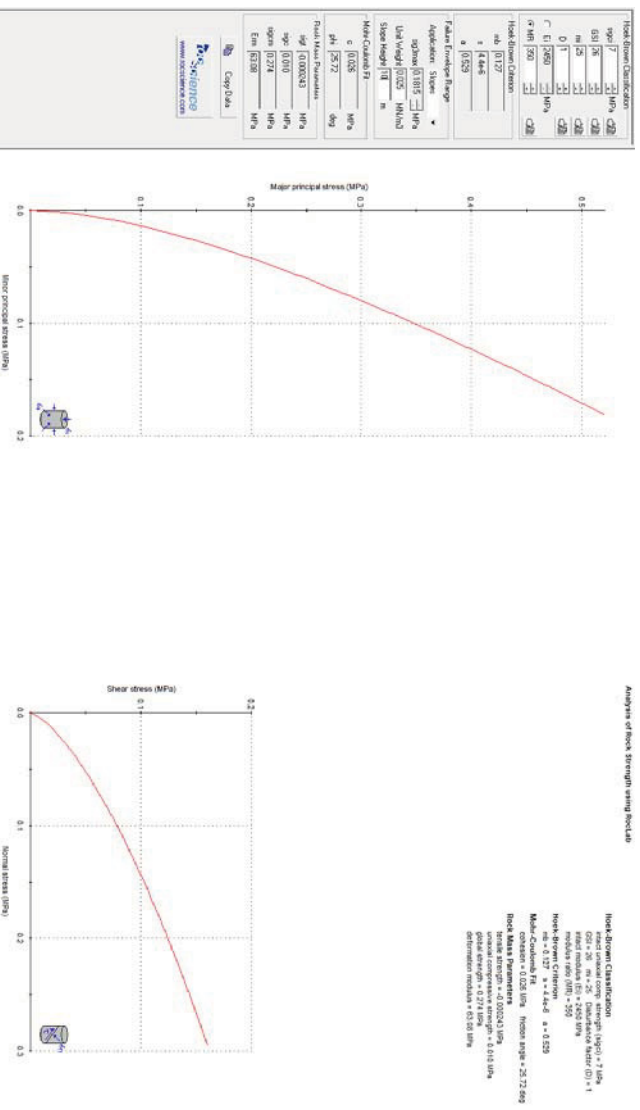 Hoek-Brown Classification
sigci 7 MPa
GSI 26
mi 25
D 1
Ei 2450 MPa
MR 350
Hoek-Brown Criterion
mb 0.127
s 4.4e-6
a 0.529
Failure Envelope Range
Application: Slopes
sig3max 0.1815 MPa
Unit Weight 0.025 MN/m3
Slope Height 10 m
Mohr-Coulomb Fit
c 0.026 MPa
phi 25.72 deg
Rock Mass Parameters
sigt -0.000243 MPa
sigc 0.010 MPa
sigcm 0.274 MPa
Erm 63.08 MPa
Copy Data
rocscience
www.rocscience.com
Major principal stress (MPa)
0.5
0.4
0.3
0.2
0.1
0.0
0.0 0.1 0.2
Minor principal stress (MPa)
Analysis of Rock Strength using RocLab
Hoek-Brown Classification
intact uniaxial comp. strength (sigci) = 7 MPa
GSI = 26 mi = 25 Disturbance factor (D) = 1
intact modulus (Ei) = 2450 MPa
modulus ratio (MR) = 350
Hoek-Brown Criterion
mb = 0.127 s = 4.4e-6 a = 0.529
Mohr-Coulomb Fit
cohesion = 0.026 MPa friction angle = 25.72 deg
Rock Mass Parameters
tensile strength = -0.000243 MPa
uniaxial compressive strength = 0.010 MPa
global strength = 0.274 MPa
deformation modulus = 63.08 MPa
Shear stress (MPa)
0.2
0.1
0.0 0.1 0.2 0.3
Normal stress (MPa)